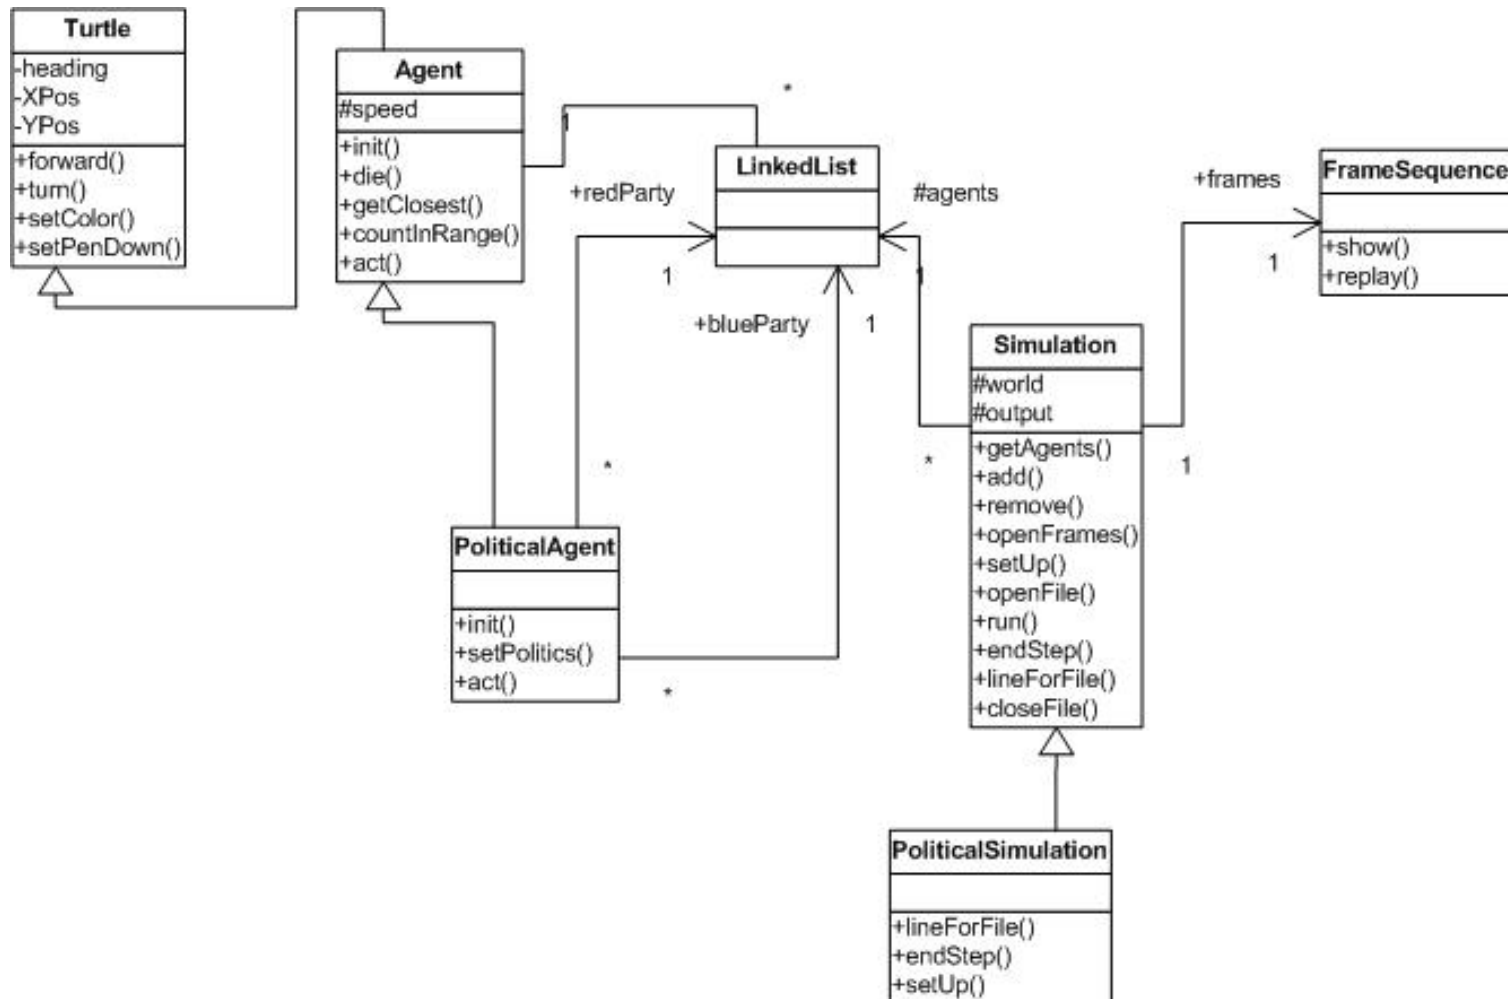 Turtle
-heading
-XPos
-YPos
+forward()
+turn()
+setColor()
+setPenDown()
Agent
#speed
+init()
+die()
+getClosest()
+countInRange()
+act()
1
*
LinkedList
+redParty
1
#agents
1
+blueParty
1
+frames
1
FrameSequence
+show()
+replay()
Simulation
#world
#output
+getAgents()
+add()
+remove()
+openFrames()
+setUp()
+openFile()
+run()
+endStep()
+lineForFile()
+closeFile()
*
1
*
PoliticalAgent
+init()
+setPolitics()
+act()
*
PoliticalSimulation
+lineForFile()
+endStep()
+setUp()